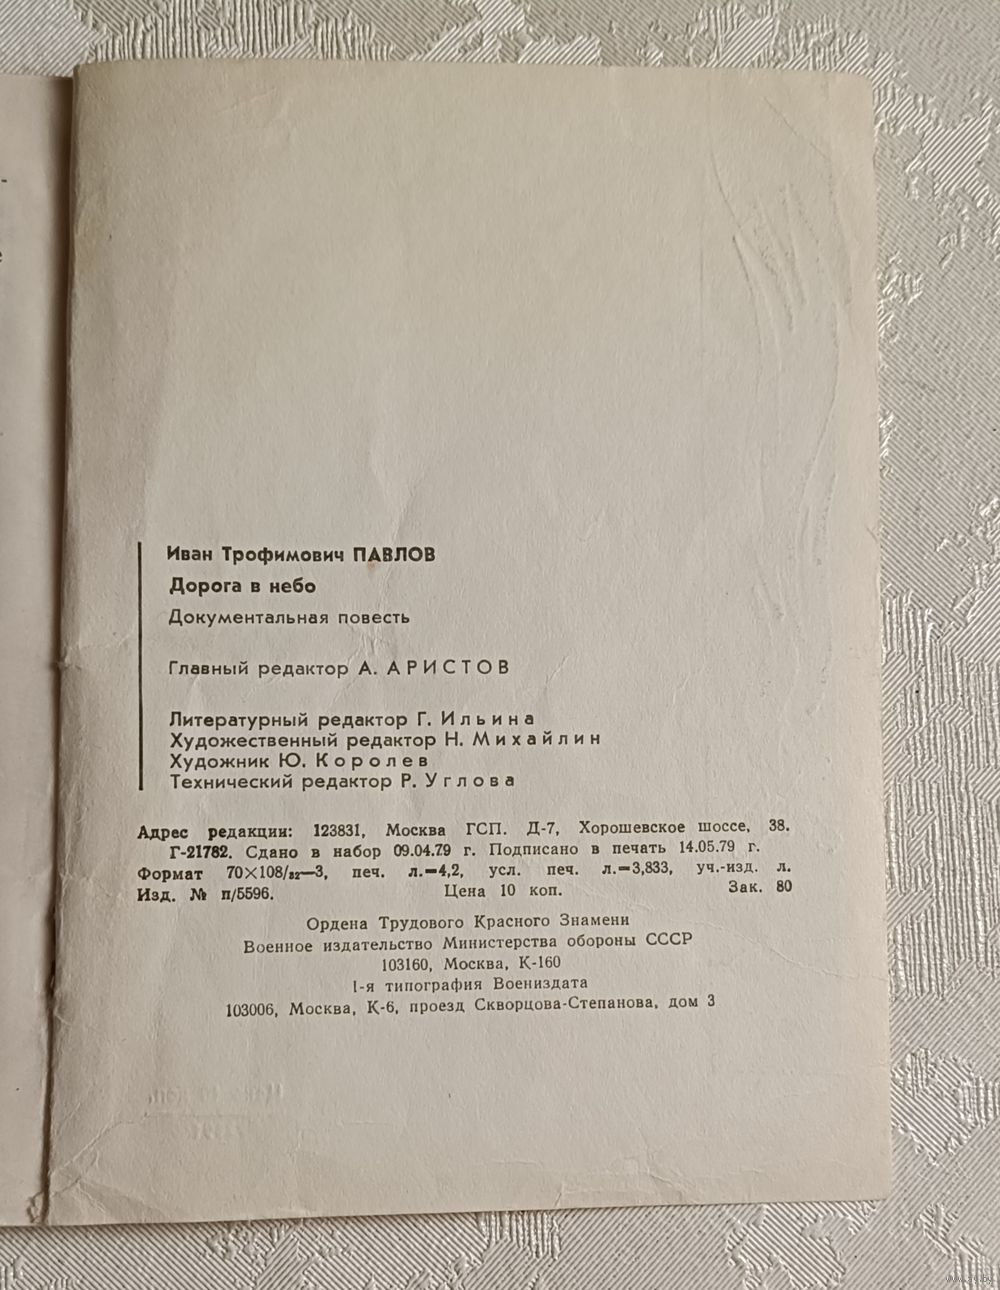 Иван Трофимович ПАВЛОВ
Дорога в небо
Документальная повесть
Главный редактор А. АРИСТОВ
Литературный редактор Г. Ильина
Художественный редактор Н. Михайлин
Художник Ю. Королев
Технический редактор Р. Углова
Адрес редакции: 123831, Москва ГСП. Д-7, Хорошевское шоссе, 38.
Г-21782. Сдано в набор 09.04.79 г. Подписано в печать 14.05.79 г.
Формат 70×108/₃₂—3, печ. л.—4,2, усл. печ. л.—3,833, уч.-изд. л.
Изд. № п/5596. Цена 10 коп. Зак. 80
Ордена Трудового Красного Знамени
Военное издательство Министерства обороны СССР
103160, Москва, К-160
1-я типография Воениздата
103006, Москва, К-6, проезд Скворцова-Степанова, дом 3